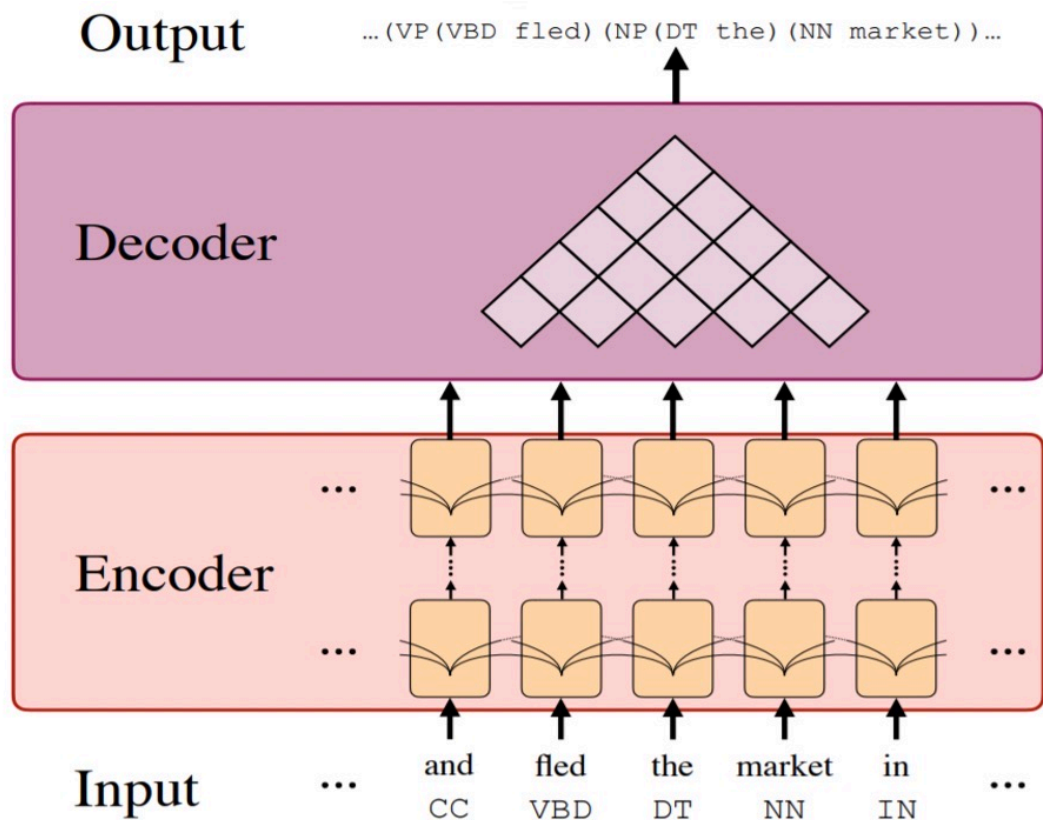 Output ...(VP(VBD fled)(NP(DT the)(NN market))...
Decoder
... ...
Encoder
... ...
and fled the market in
Input ... CC VBD DT NN IN ...